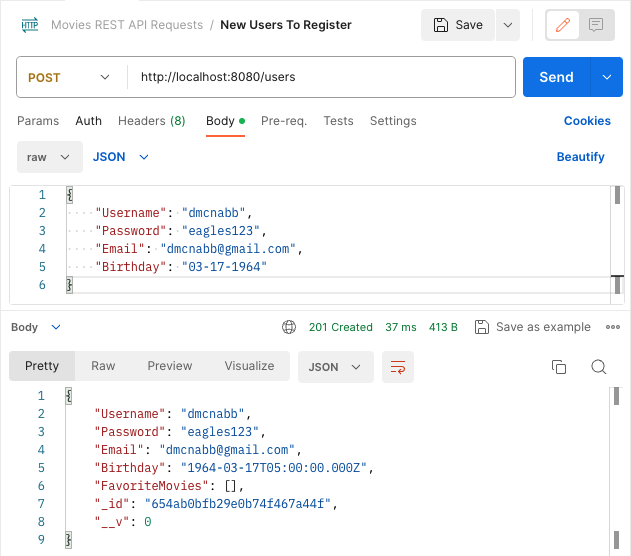 HTTP Movies REST API Requests / New Users To Register Save
POST http://localhost:8080/users Send
Params Auth Headers (8) Body Pre-req. Tests Settings Cookies
raw JSON Beautify
1 {
2 "Username": "dmcnabb",
3 "Password": "eagles123",
4 "Email": "dmcnabb@gmail.com",
5 "Birthday": "03-17-1964"
6 }
Body 201 Created 37 ms 413 B Save as example
Pretty Raw Preview Visualize JSON
1 {
2 "Username": "dmcnabb",
3 "Password": "eagles123",
4 "Email": "dmcnabb@gmail.com",
5 "Birthday": "1964-03-17T05:00:00.000Z",
6 "FavoriteMovies": [],
7 "_id": "654ab0bfb29e0b74f467a44f",
8 "__v": 0
9 }